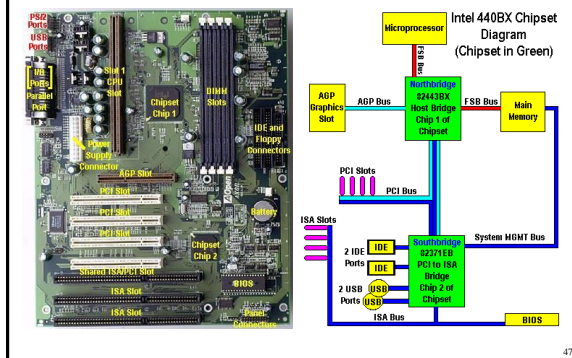 PS/2
Ports
USB
Ports
I/O
Ports
Parallel
Port
Slot 1
CPU
Slot
Chipset
Chip 1
DIMM
Slots
IDE and
Floppy
Connectors
Power
Supply
Connector
AGP Slot
AOpen
PCI Slot
PCI Slot
PCI Slot
PCI Slot
Battery
Chipset
Chip 2
Shared ISA/PCI Slot
BIOS
ISA Slot
ISA Slot
Panel
Connectors
Intel 440BX Chipset
Diagram
(Chipset in Green)
Microprocessor
FSB Bus
Northbridge
82443BX
Host Bridge
Chip 1 of
Chipset
AGP
Graphics
Slot
AGP Bus
FSB Bus
Main
Memory
PCI Slots
PCI Bus
ISA Slots
System MGMT Bus
Southbridge
82371EB
PCI to ISA
Bridge
Chip 2 of
Chipset
2 IDE
Ports
IDE
IDE
2 USB
Ports
USB
USB
ISA Bus
BIOS
47